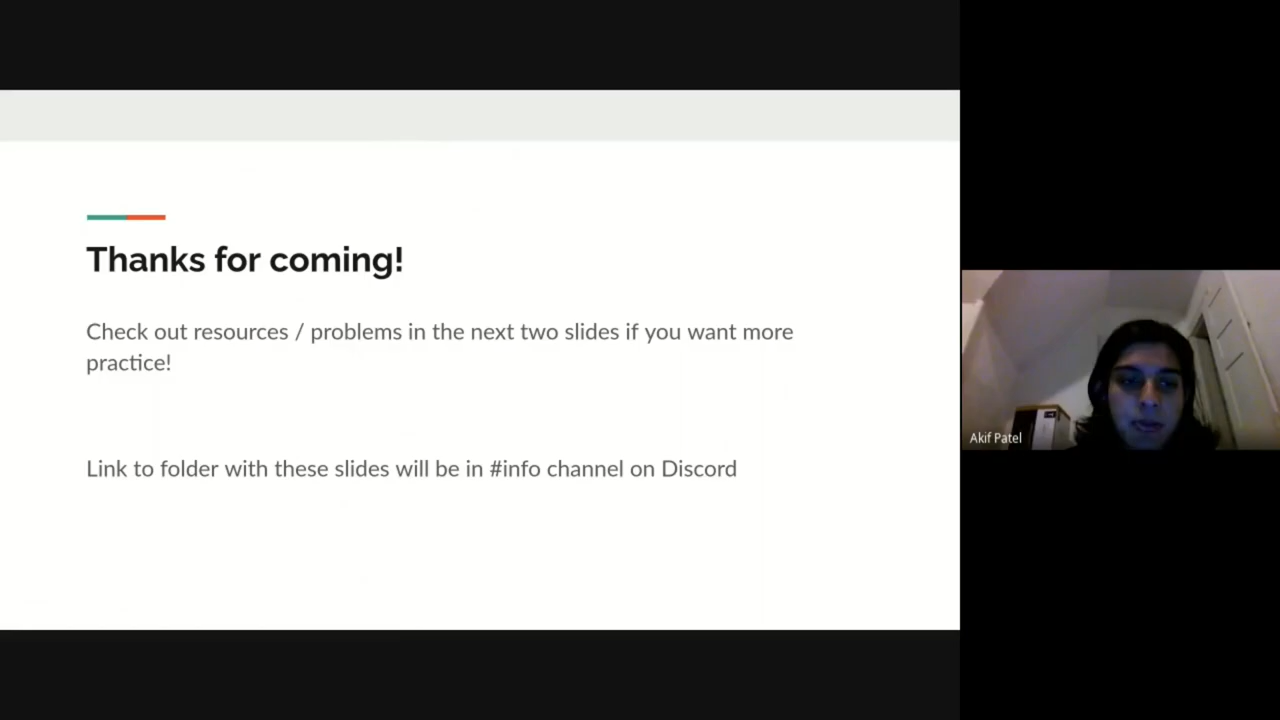 Thanks for coming!
Check out resources / problems in the next two slides if you want more
practice!
Link to folder with these slides will be in #info channel on Discord
Akif Patel